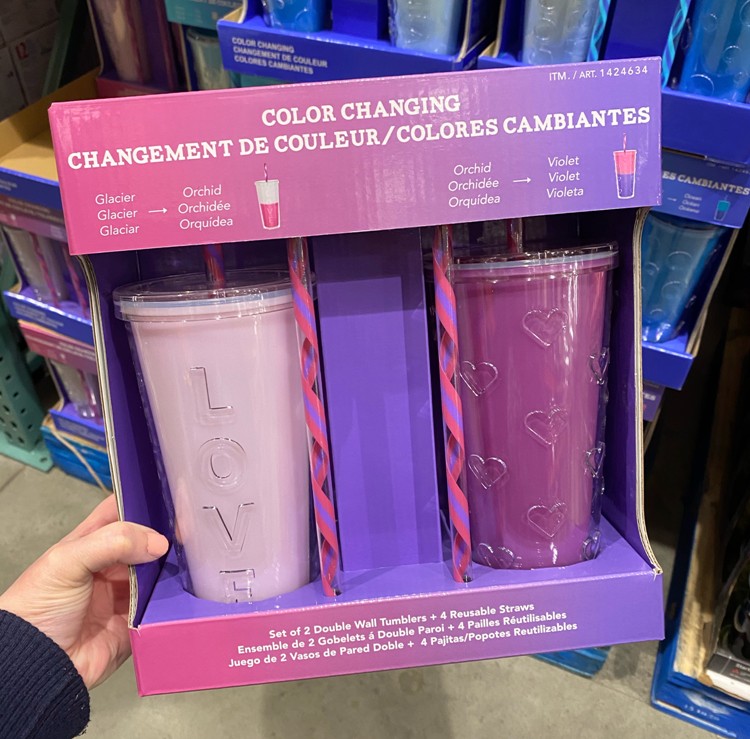 COLOR CHANGING
CHANGEMENT DE COULEUR
COLORES CAMBIANTES
ITM. / ART. 1424634
COLOR CHANGING
CHANGEMENT DE COULEUR/COLORES CAMBIANTES
Glacier
Glacier
Glaciar
Orchid
Orchidée
Orquídea
Orchid
Orchidée
Orquídea
Violet
Violet
Violeta
CAMBIANTES
LOVE
Set of 2 Double Wall Tumblers + 4 Reusable Straws
Ensemble de 2 Gobelets á Double Paroi + 4 Pailles Réutilisables
Juego de 2 Vasos de Pared Doble + 4 Pajitas/Popotes Reutilizables